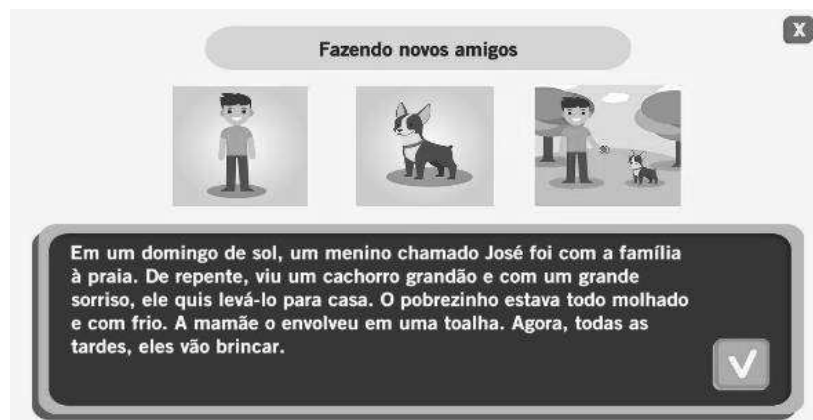 Fazendo novos amigos
X
Em um domingo de sol, um menino chamado José foi com a família
à praia. De repente, viu um cachorro grandão e com um grande
sorriso, ele quis levá-lo para casa. O pobrezinho estava todo molhado
e com frio. A mamãe o envolveu em uma toalha. Agora, todas as
tardes, eles vão brincar.